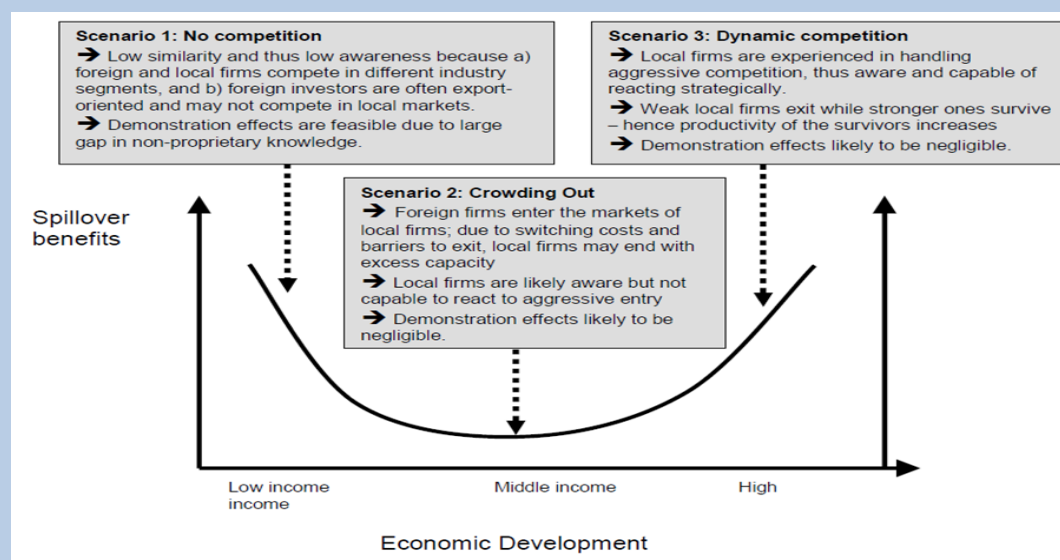 Scenario 1: No competition
➔ Low similarity and thus low awareness because a)
foreign and local firms compete in different industry
segments, and b) foreign investors are often export-
oriented and may not compete in local markets.
➔ Demonstration effects are feasible due to large
gap in non-proprietary knowledge.
Scenario 3: Dynamic competition
➔ Local firms are experienced in handling
aggressive competition, thus aware and capable of
reacting strategically.
➔ Weak local firms exit while stronger ones survive
– hence productivity of the survivors increases
➔ Demonstration effects likely to be negligible.
Scenario 2: Crowding Out
➔ Foreign firms enter the markets of
local firms; due to switching costs and
barriers to exit, local firms may end with
excess capacity
➔ Local firms are likely aware but not
capable to react to aggressive entry
➔ Demonstration effects likely to be
negligible.
Spillover
benefits
Low income
income
Middle income
High
Economic Development